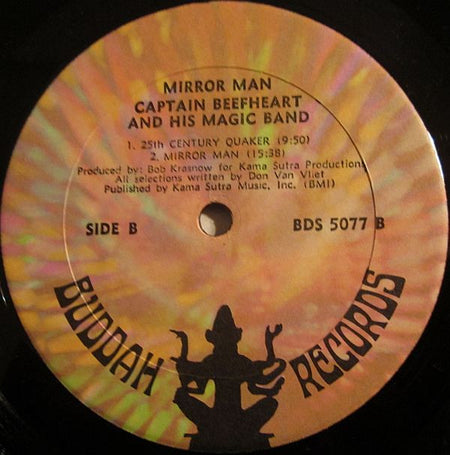 MIRROR MAN
CAPTAIN BEEFHEART
AND HIS MAGIC BAND
1. 25th CENTURY QUAKER (9:50)
2. MIRROR MAN (15:38)
Produced by: Bob Krasnow for Kama Sutra Productions
All selections written by Don Van Vliet
Published by Kama Sutra Music, Inc. (BMI)
SIDE B
BDS 5077 B
BUDDAH RECORDS